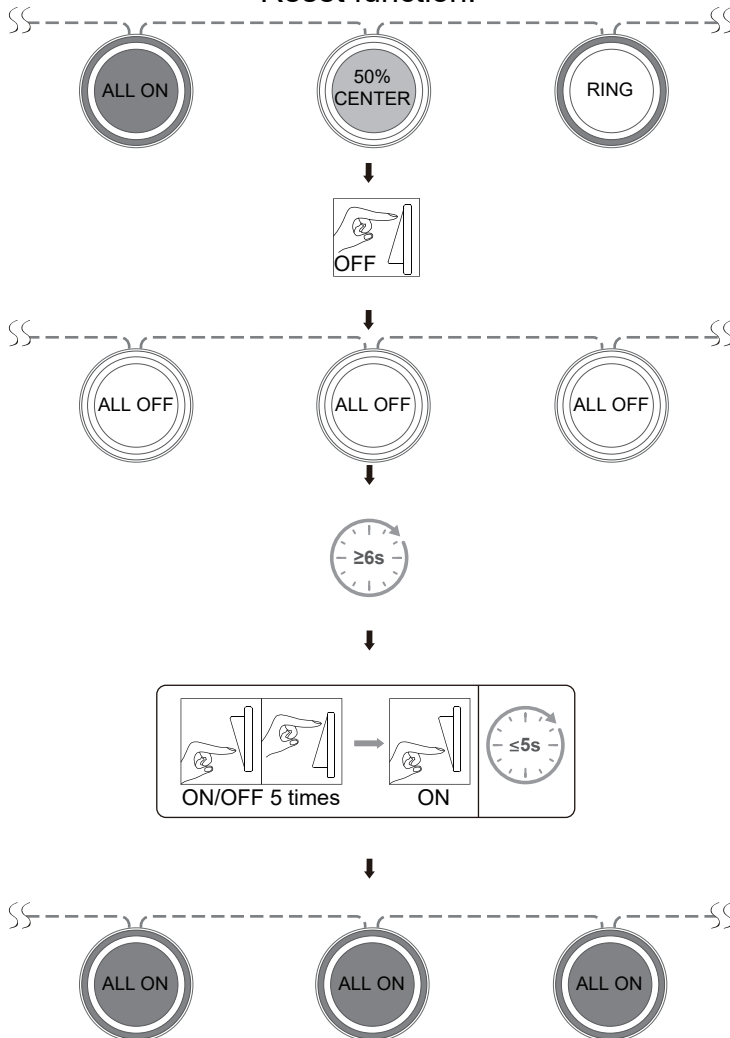 Reset function:
ALL ON
50%
CENTER
RING
OFF
ALL OFF
ALL OFF
ALL OFF
≥6s
≤5s
ON/OFF 5 times
ON
ALL ON
ALL ON
ALL ON